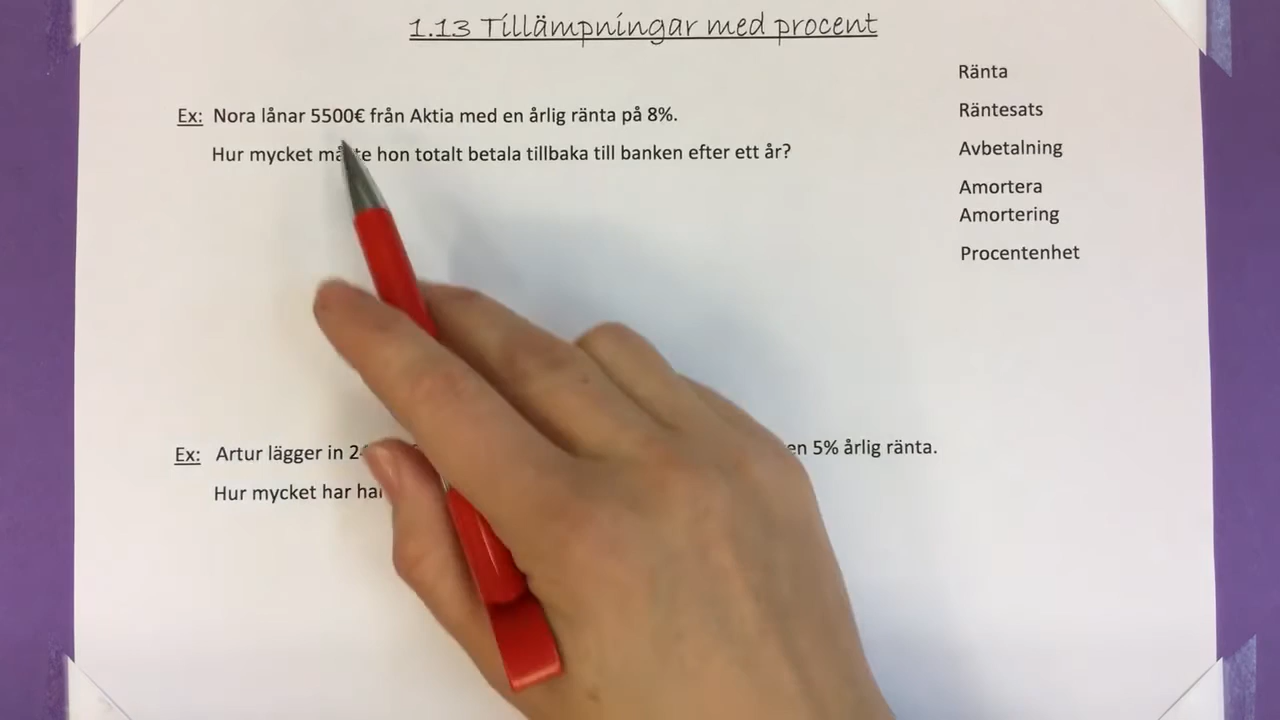 1.13 Tillämpningar med procent
Ex: Nora lånar 5500€ från Aktia med en årlig ränta på 8%.
Hur mycket hon totalt betala tillbaka till banken efter ett år?
Ränta
Räntesats
Avbetalning
Amortera
Amortering
Procentenhet
Ex: Artur lägger in en 5% årlig ränta.
Hur mycket har